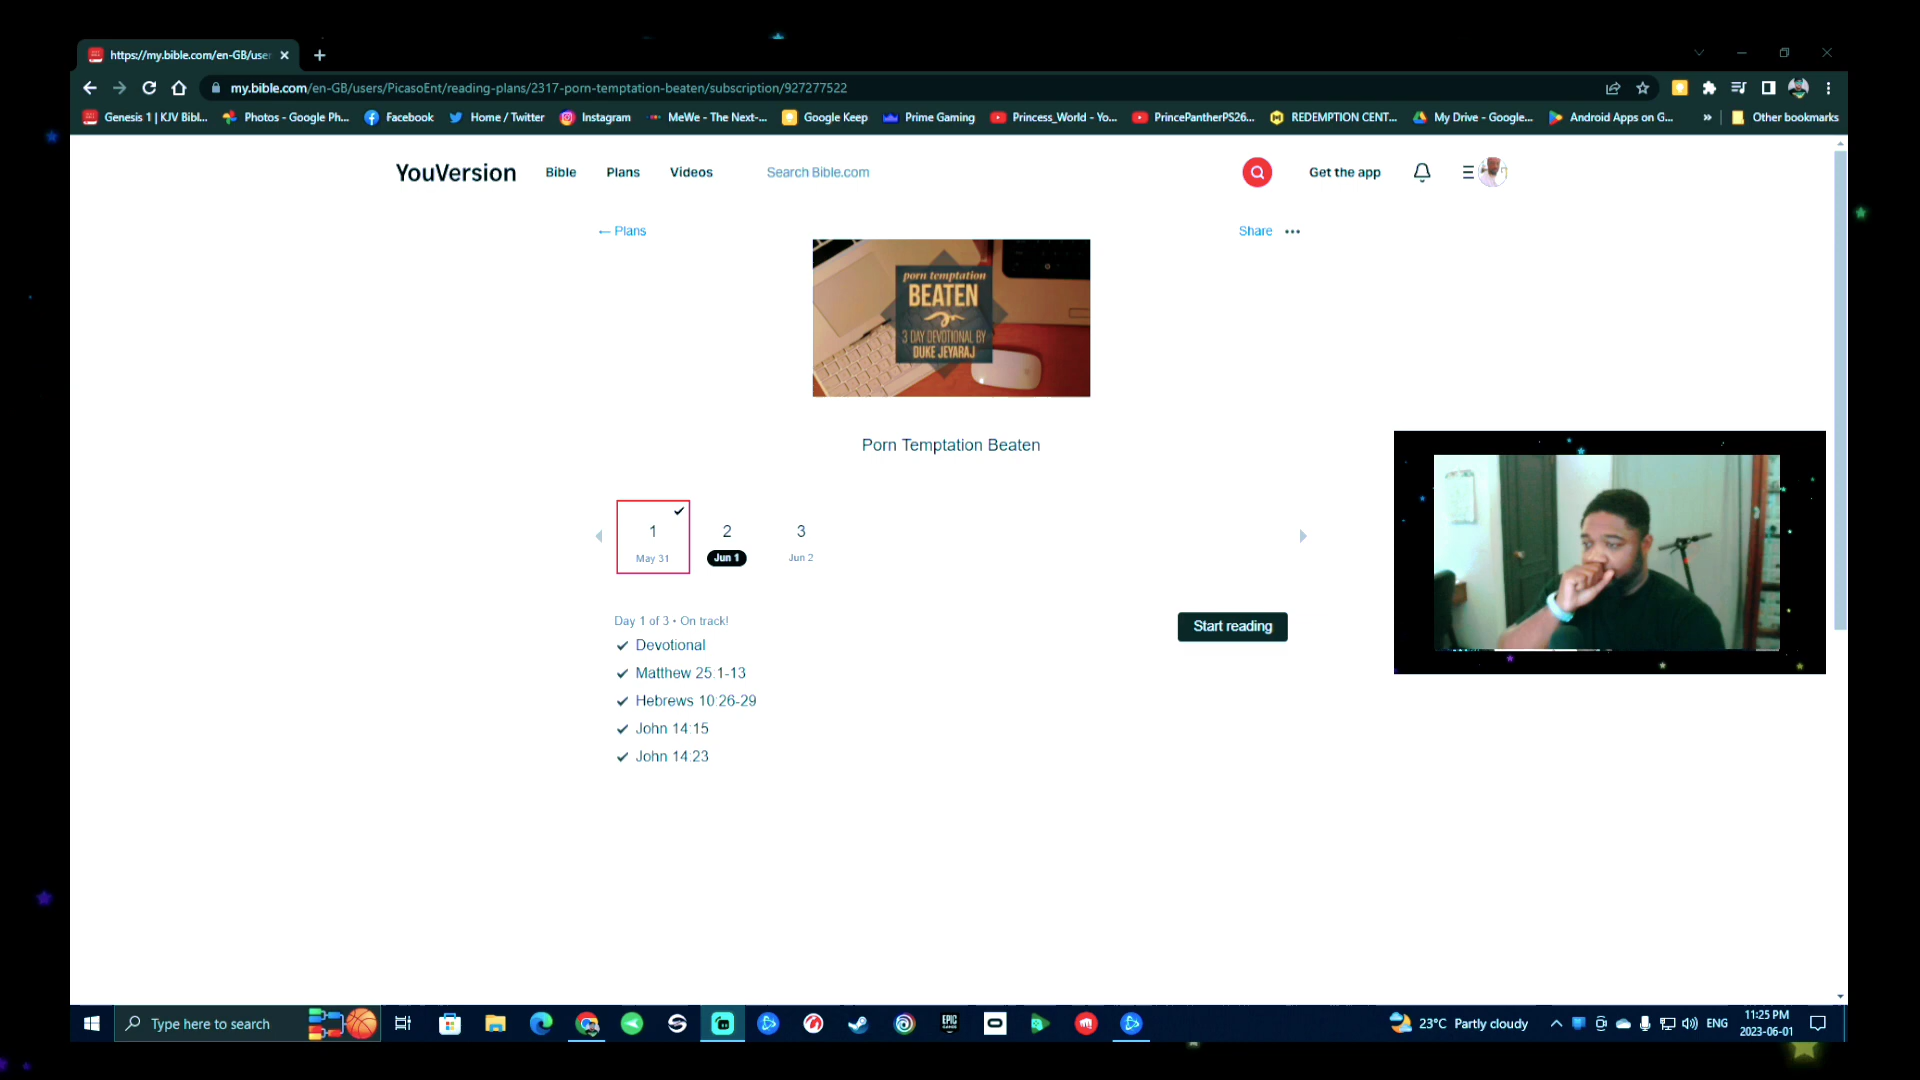 https://my.bible.com/en-GB/user
my.bible.com/en-GB/users/PicasoEnt/reading-plans/2317-porn-temptation-beaten/subscription/927277522
Genesis 1 | KJV Bibl... Photos - Google Ph... Facebook Home / Twitter Instagram MeWe - The Next-... Google Keep Prime Gaming Princess_World - Yo... PrincePantherPS26... REDEMPTION CENT... My Drive - Google... Android Apps on G... » Other bookmarks
YouVersion Bible Plans Videos Search Bible.com Get the app
← Plans Share •••
porn temptation
BEATEN
3 DAY DEVOTIONAL BY
DUKE JEYARAJ
Porn Temptation Beaten
1 2 3
May 31 Jun 1 Jun 2
Day 1 of 3 • On track!
Start reading
✓ Devotional
✓ Matthew 25:1-13
✓ Hebrews 10:26-29
✓ John 14:15
✓ John 14:23
Type here to search EPIC GAMES 23°C Partly cloudy ENG 11:25 PM
2023-06-01